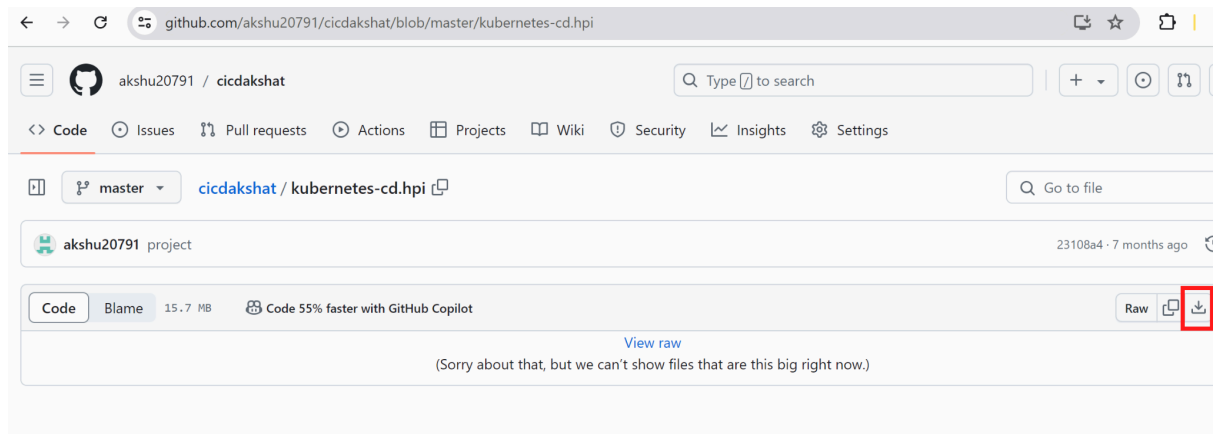 github.com/akshu20791/cicdakshat/blob/master/kubernetes-cd.hpi
akshu20791 / cicdakshat
Type / to search
<> Code Issues Pull requests Actions Projects Wiki Security Insights Settings
master cicdakshat / kubernetes-cd.hpi Go to file
akshu20791 project 23108a4 · 7 months ago
Code Blame 15.7 MB Code 55% faster with GitHub Copilot Raw
View raw
(Sorry about that, but we can’t show files that are this big right now.)